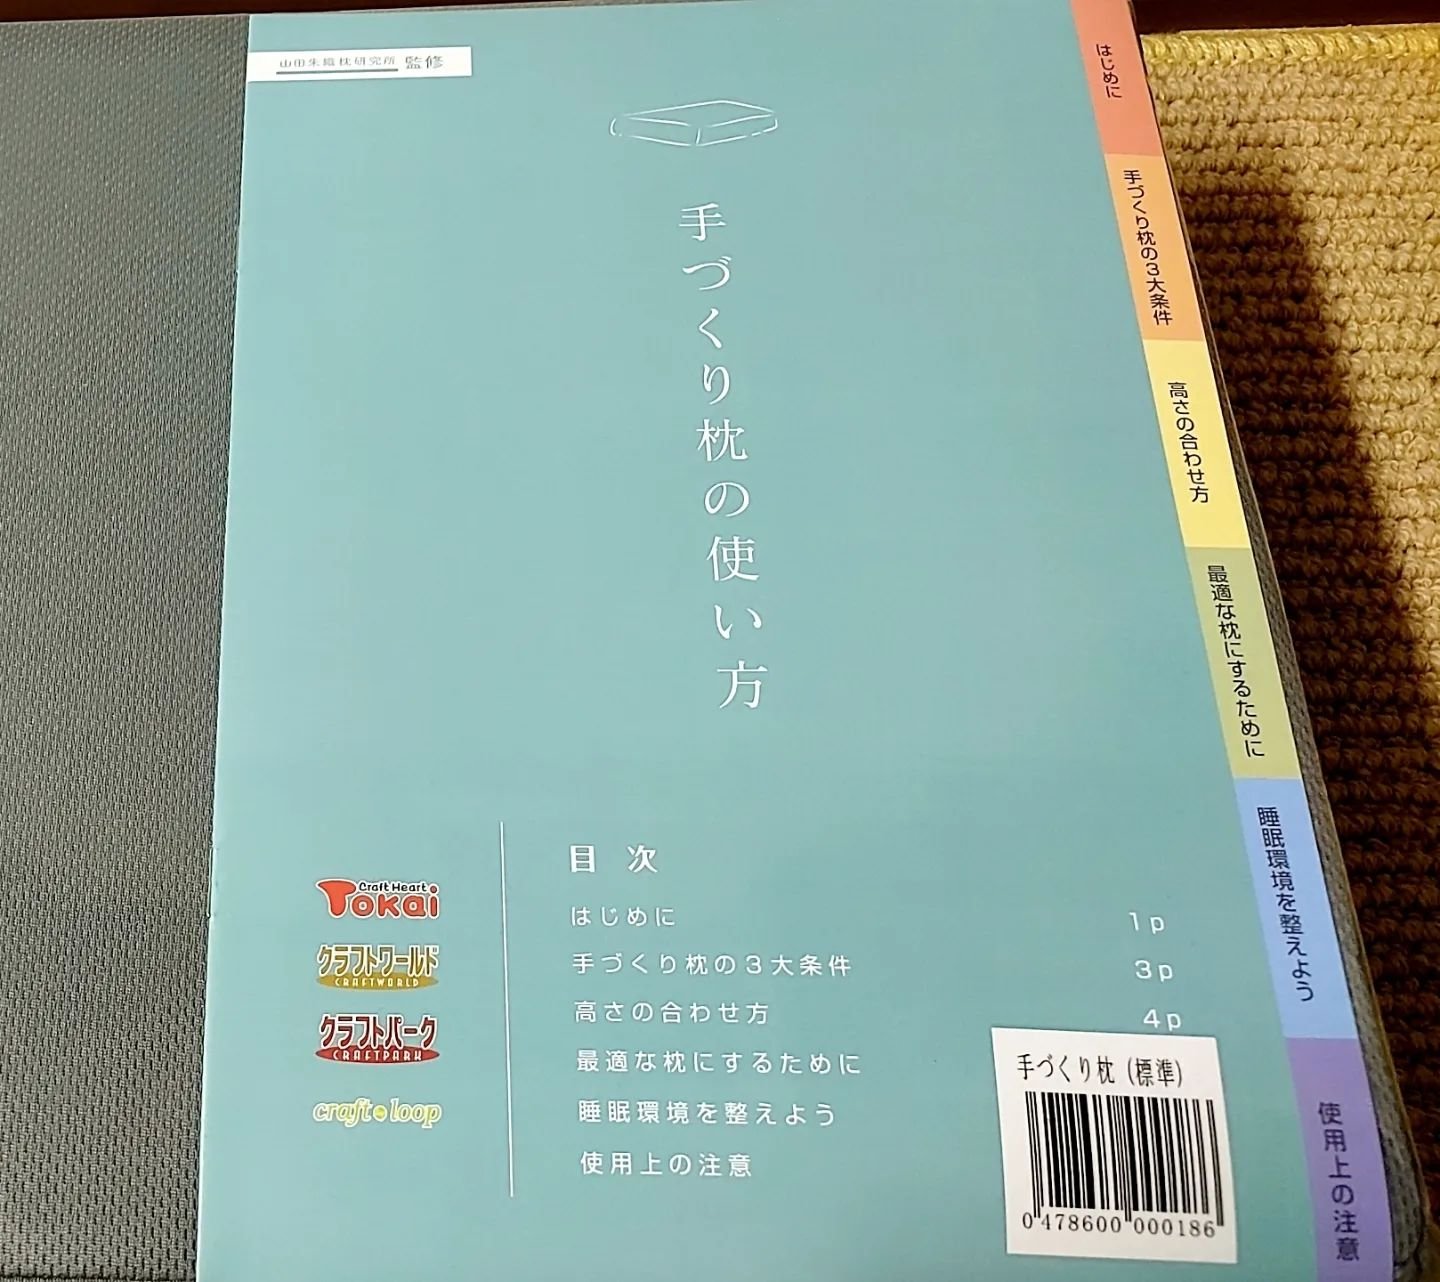 山田朱織枕研究所 監修
手づくり枕の使い方
はじめに
手づくり枕の3大条件
高さの合わせ方
最適な枕にするために
睡眠環境を整えよう
使用上の注意
Craft Heart
Tokai
クラフトワールド
CRAFTWORLD
クラフトパーク
CRAFTPARK
craft loop
目次
はじめに 1p
手づくり枕の3大条件 3p
高さの合わせ方 4p
最適な枕にするために
睡眠環境を整えよう
使用上の注意
手づくり枕(標準)
0 478600 000186